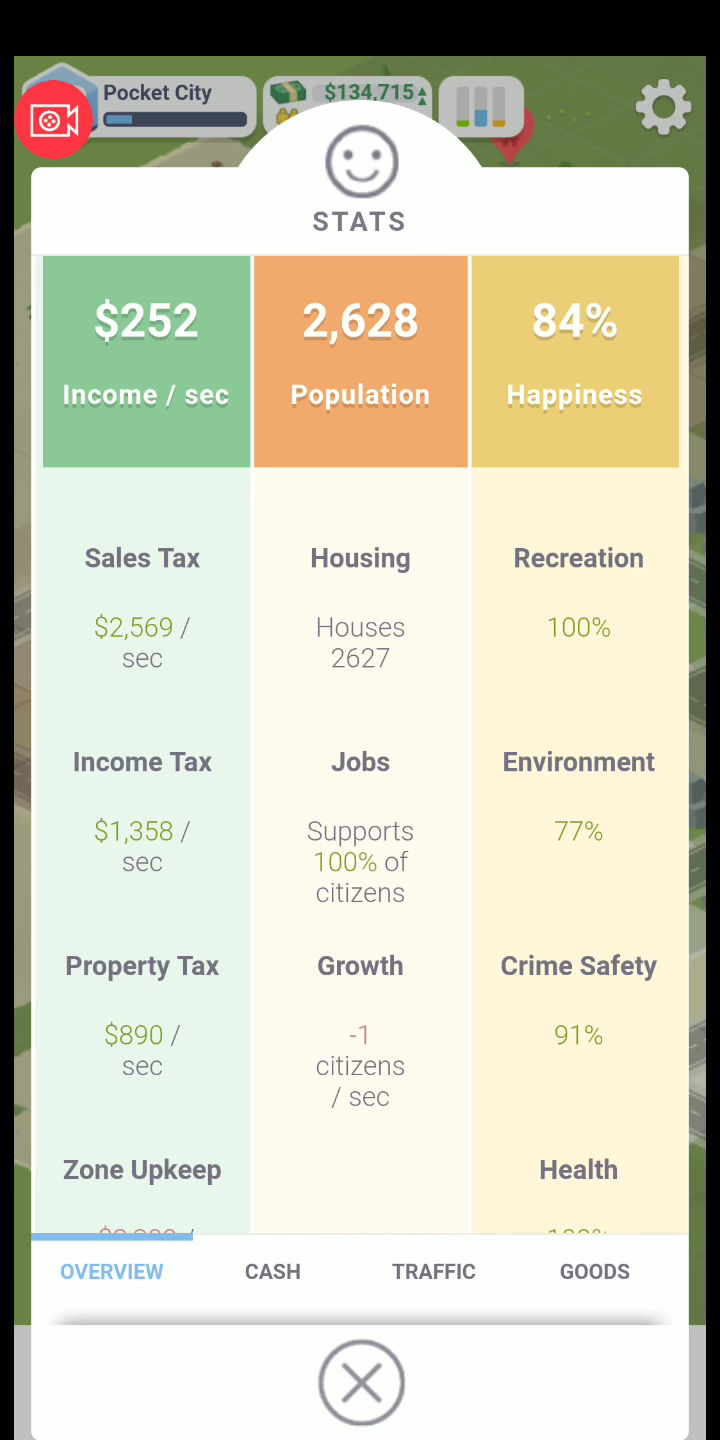 Pocket City
$134,715
STATS
$252
Income / sec
2,628
Population
84%
Happiness
Sales Tax
$2,569 /
sec
Housing
Houses
2627
Recreation
100%
Income Tax
$1,358 /
sec
Jobs
Supports
100% of
citizens
Environment
77%
Property Tax
$890 /
sec
Growth
-1
citizens
/ sec
Crime Safety
91%
Zone Upkeep
Health
OVERVIEW
CASH
TRAFFIC
GOODS